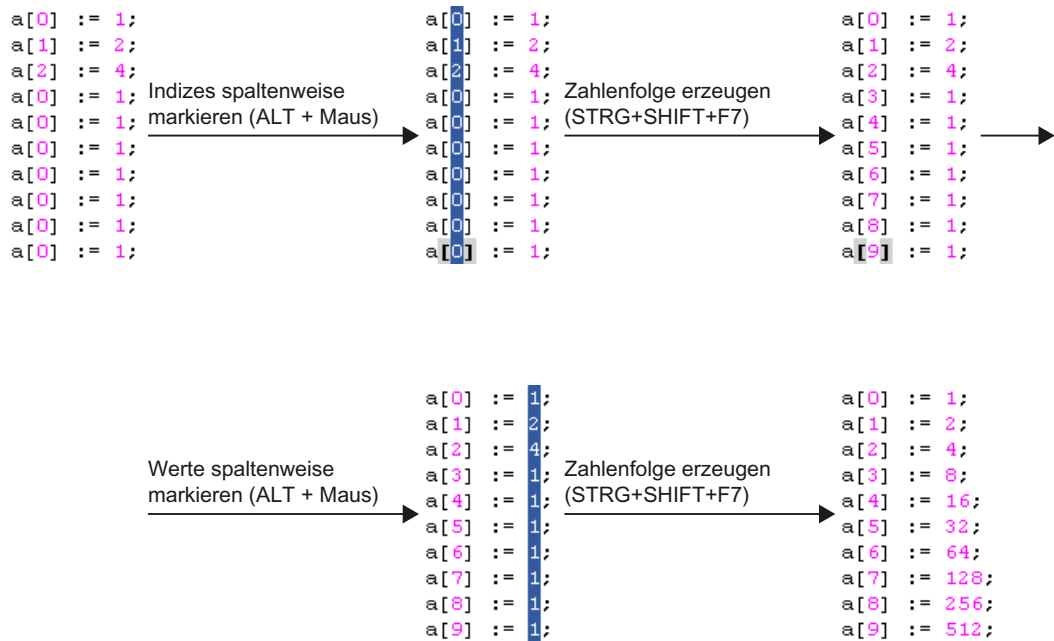 a[0] := 1;
a[1] := 2;
a[2] := 4;
a[0] := 1;
a[0] := 1;
a[0] := 1;
a[0] := 1;
a[0] := 1;
a[0] := 1;
a[0] := 1;
Indizes spaltenweise
markieren (ALT + Maus)
a[0] := 1;
a[1] := 2;
a[2] := 4;
a[0] := 1;
a[0] := 1;
a[0] := 1;
a[0] := 1;
a[0] := 1;
a[0] := 1;
a[0] := 1;
Zahlenfolge erzeugen
(STRG+SHIFT+F7)
a[0] := 1;
a[1] := 2;
a[2] := 4;
a[3] := 1;
a[4] := 1;
a[5] := 1;
a[6] := 1;
a[7] := 1;
a[8] := 1;
a[9] := 1;
Werte spaltenweise
markieren (ALT + Maus)
a[0] := 1;
a[1] := 2;
a[2] := 4;
a[3] := 1;
a[4] := 1;
a[5] := 1;
a[6] := 1;
a[7] := 1;
a[8] := 1;
a[9] := 1;
Zahlenfolge erzeugen
(STRG+SHIFT+F7)
a[0] := 1;
a[1] := 2;
a[2] := 4;
a[3] := 8;
a[4] := 16;
a[5] := 32;
a[6] := 64;
a[7] := 128;
a[8] := 256;
a[9] := 512;